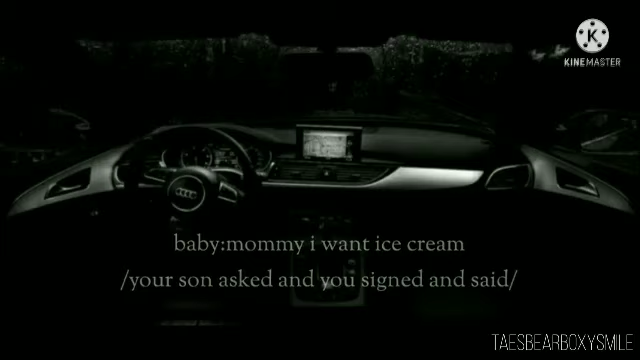 K
KINEMASTER
baby:mommy i want ice cream
/your son asked and you signed and said/
TAESBEARBOXYSMILE